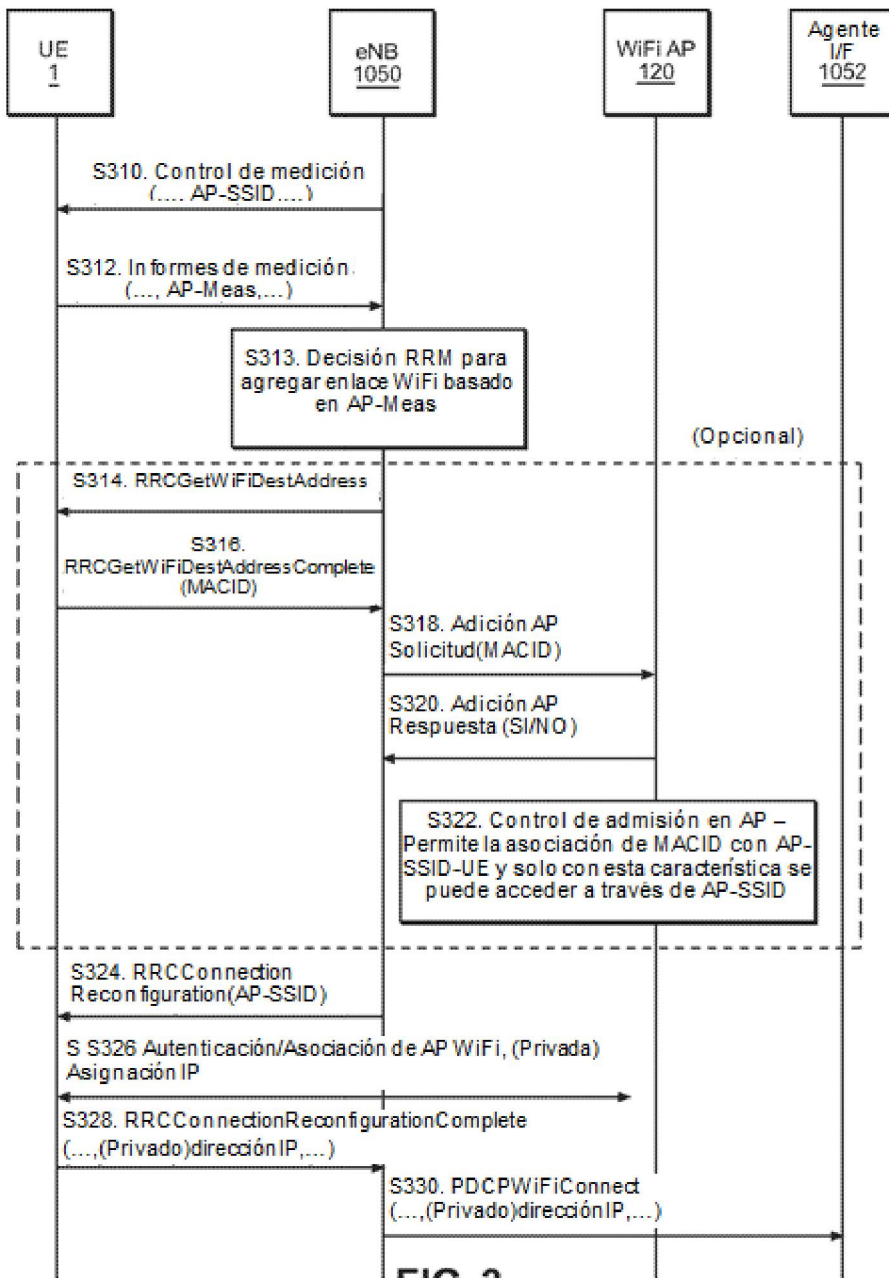 UE
1
eNB
1050
WiFi AP
120
Agente
I/F
1052
S310. Control de medición
(...., AP-SSID,...)
S312. Informes de medición.
(..., AP-Meas,...)
S313. Decisión RRM para
agregar enlace WiFi basado
en AP-Meas
(Opcional)
S314. RRCGetWiFiDestAddress
S316.
RRCGetWiFiDestAddressComplete
(MACID)
S318. Adición AP
Solicitud(MACID)
S320. Adición AP
Respuesta (SI/NO)
S322. Control de admisión en AP –
Permite la asociación de MACID con AP-
SSID-UE y solo con esta característica se
puede acceder a través de AP-SSID
S324. RRCConnection
Reconfiguration(AP-SSID)
S S326 Autenticación/Asociación de AP WiFi, (Privada)
Asignación IP
S328. RRCConnectionReconfigurationComplete
(...,(Privado)direcciónIP,...)
S330. PDCPWiFiConnect
(...,(Privado)direcciónIP,...)